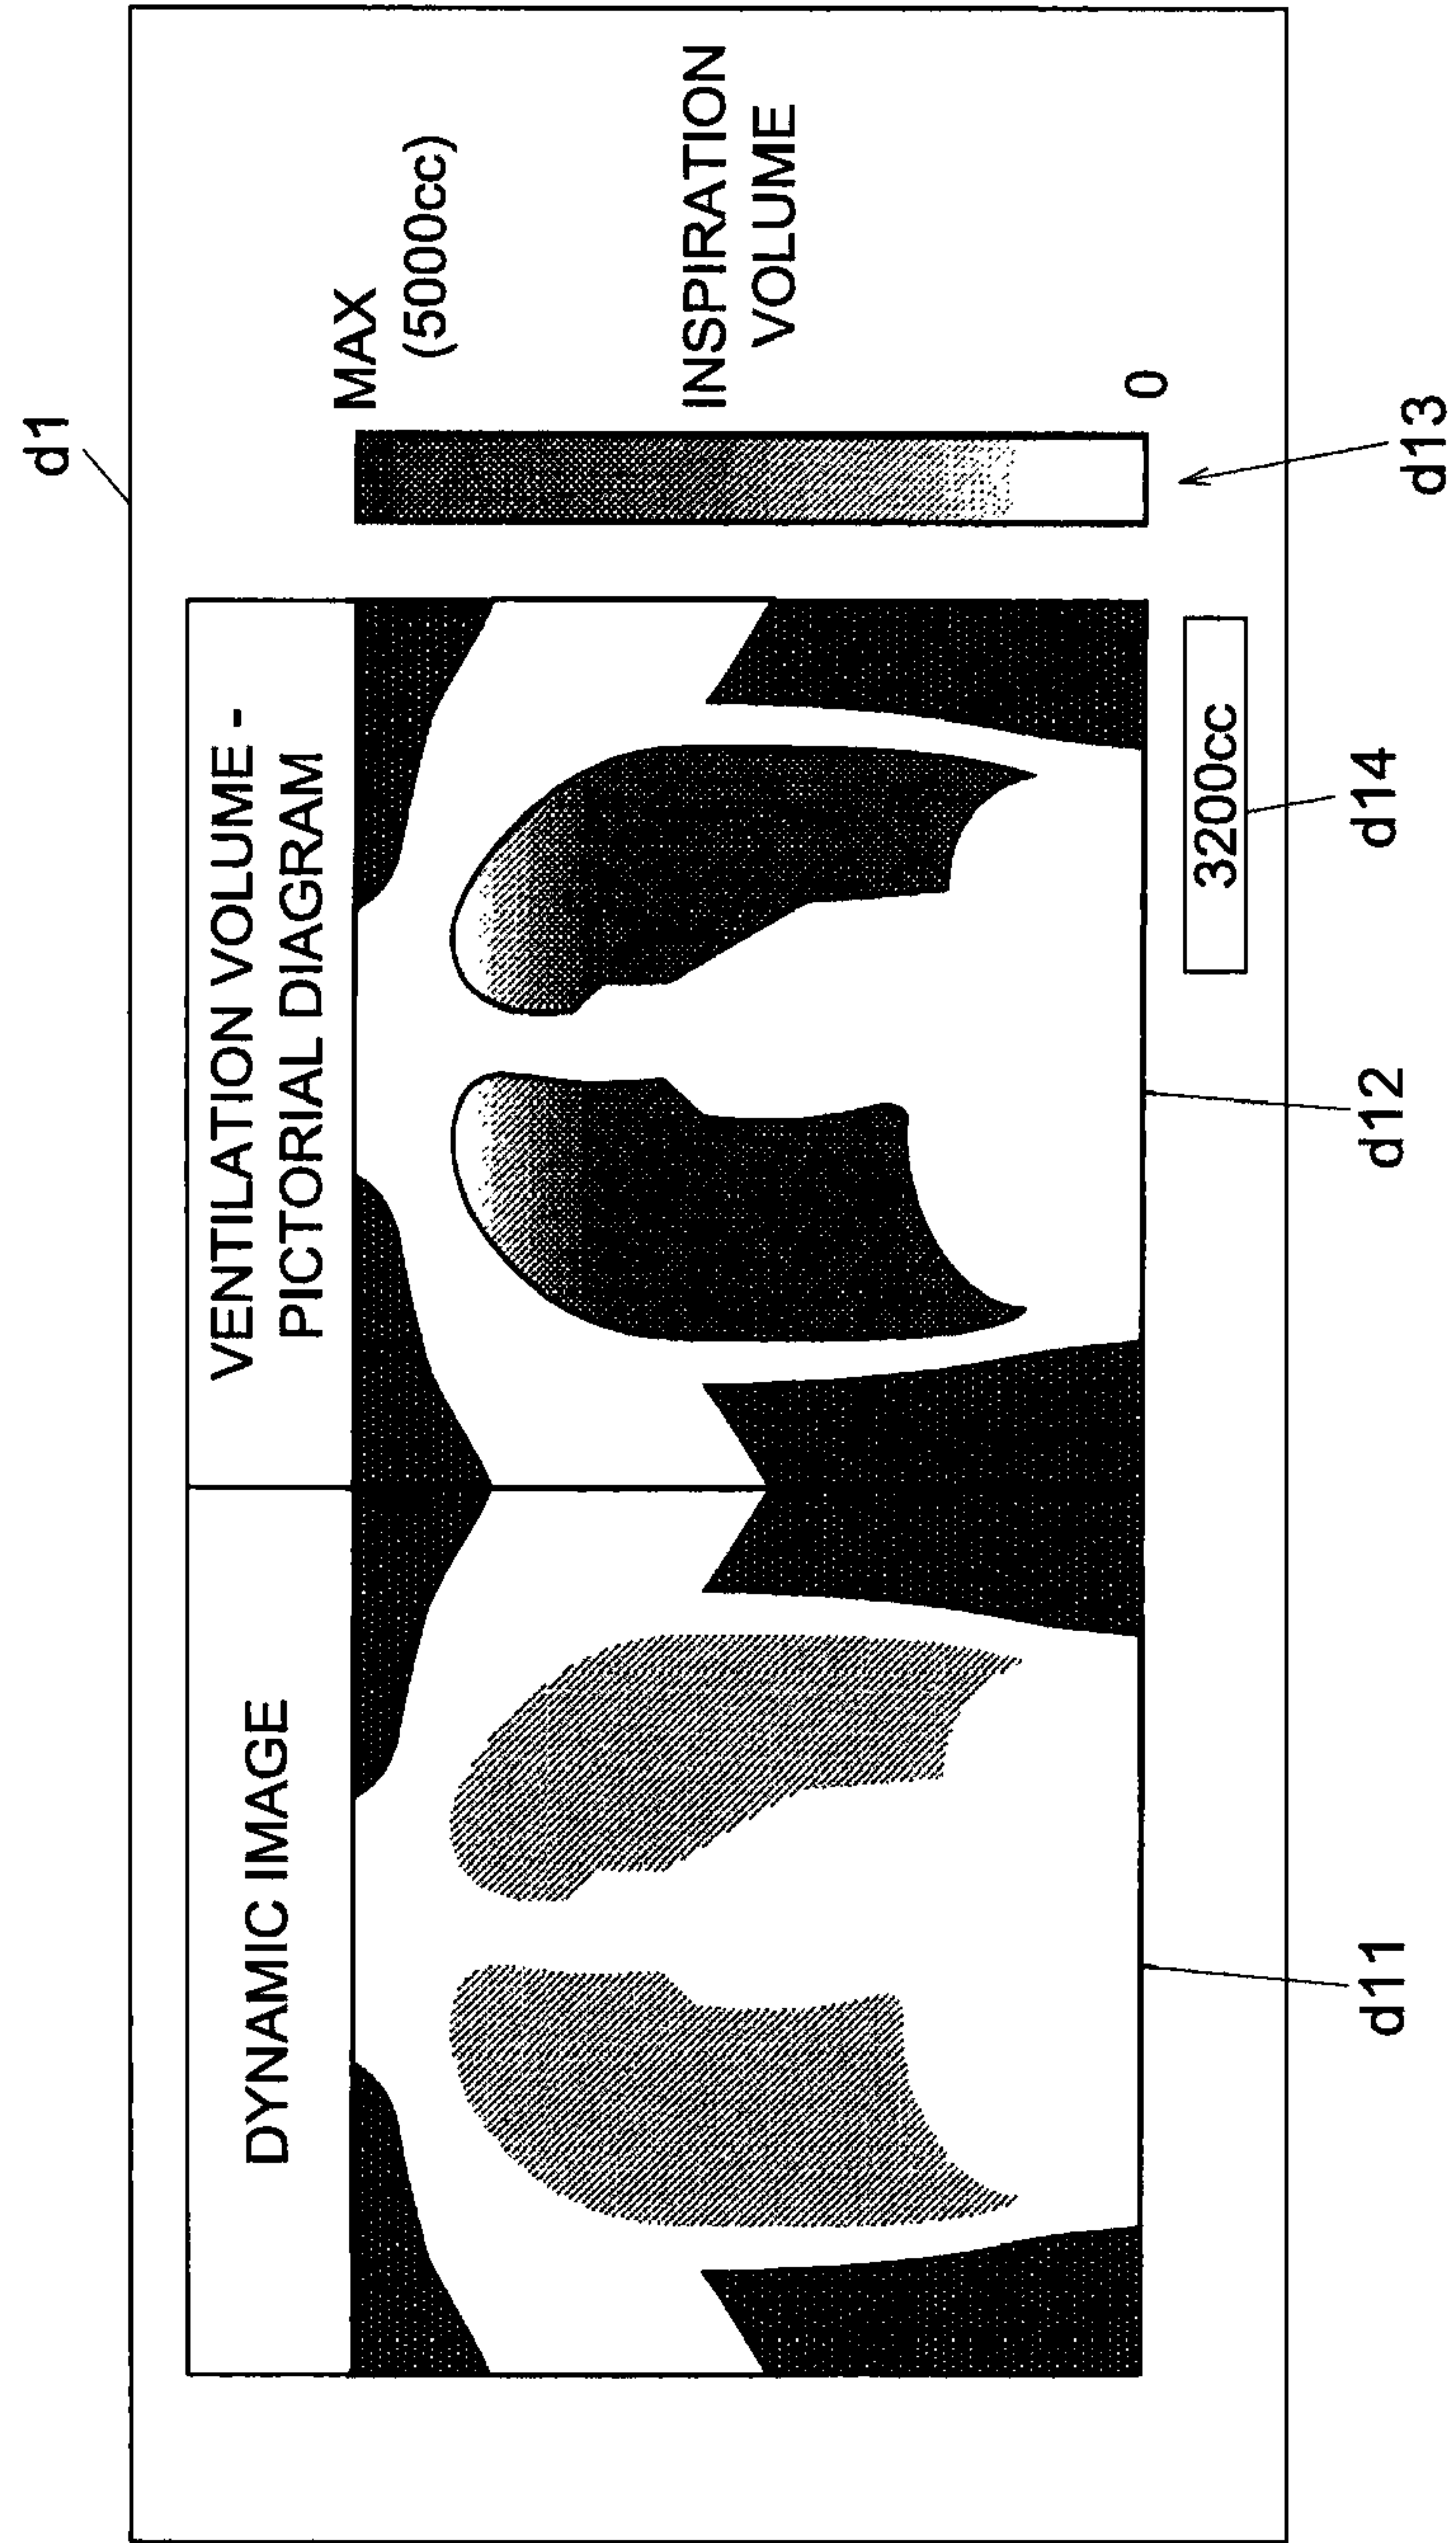 d1
DYNAMIC IMAGE
VENTILATION VOLUME -
PICTORIAL DIAGRAM
MAX
(5000cc)
INSPIRATION
VOLUME
0
3200cc
d11
d12
d14
d13